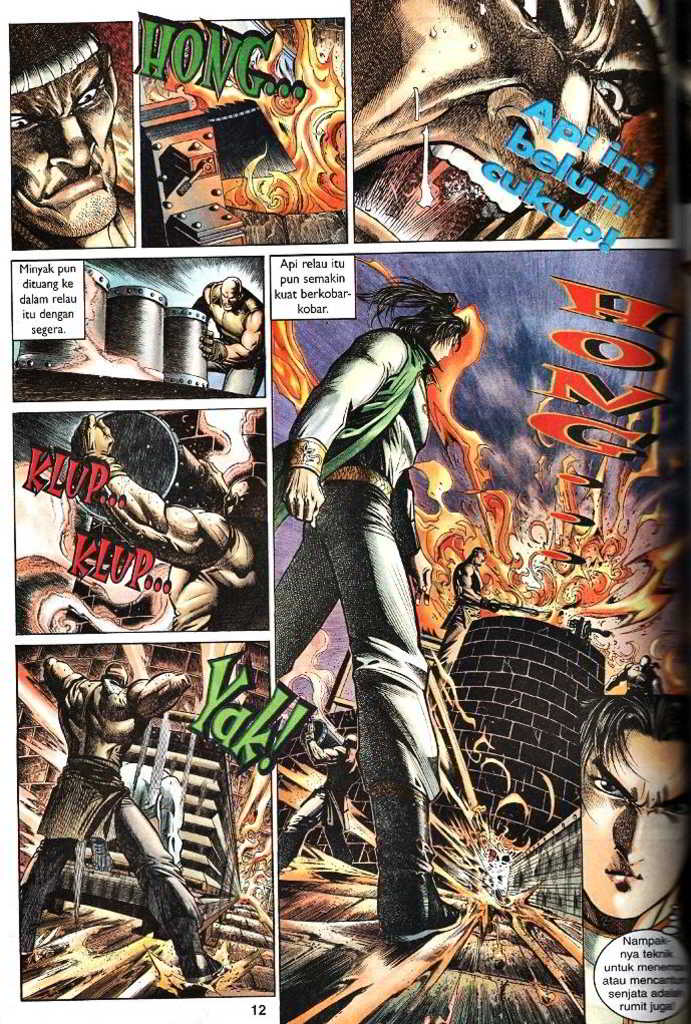 HONG...
Api ini
belum
cukup!
Minyak pun
dituang ke
dalam relau
itu dengan
segera.
Api relau itu
pun semakin
kuat berkobar-
kobar.
HONG...
KLUP...
KLUP...
Yak!
Nampak-
nya teknik
untuk
atau
senjata
rumit juga!
12